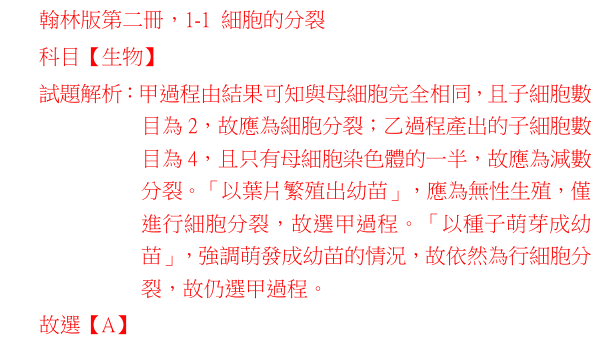 翰林版第二冊，1-1 細胞的分裂
科目【生物】
試題解析：甲過程由結果可知與母細胞完全相同，且子細胞數
目為 2，故應為細胞分裂；乙過程產出的子細胞數
目為 4，且只有母細胞染色體的一半，故應為減數
分裂。「以葉片繁殖出幼苗」，應為無性生殖，僅
進行細胞分裂，故選甲過程。「以種子萌芽成幼
苗」，強調萌發成幼苗的情況，故依然為行細胞分
裂，故仍選甲過程。
故選【A】